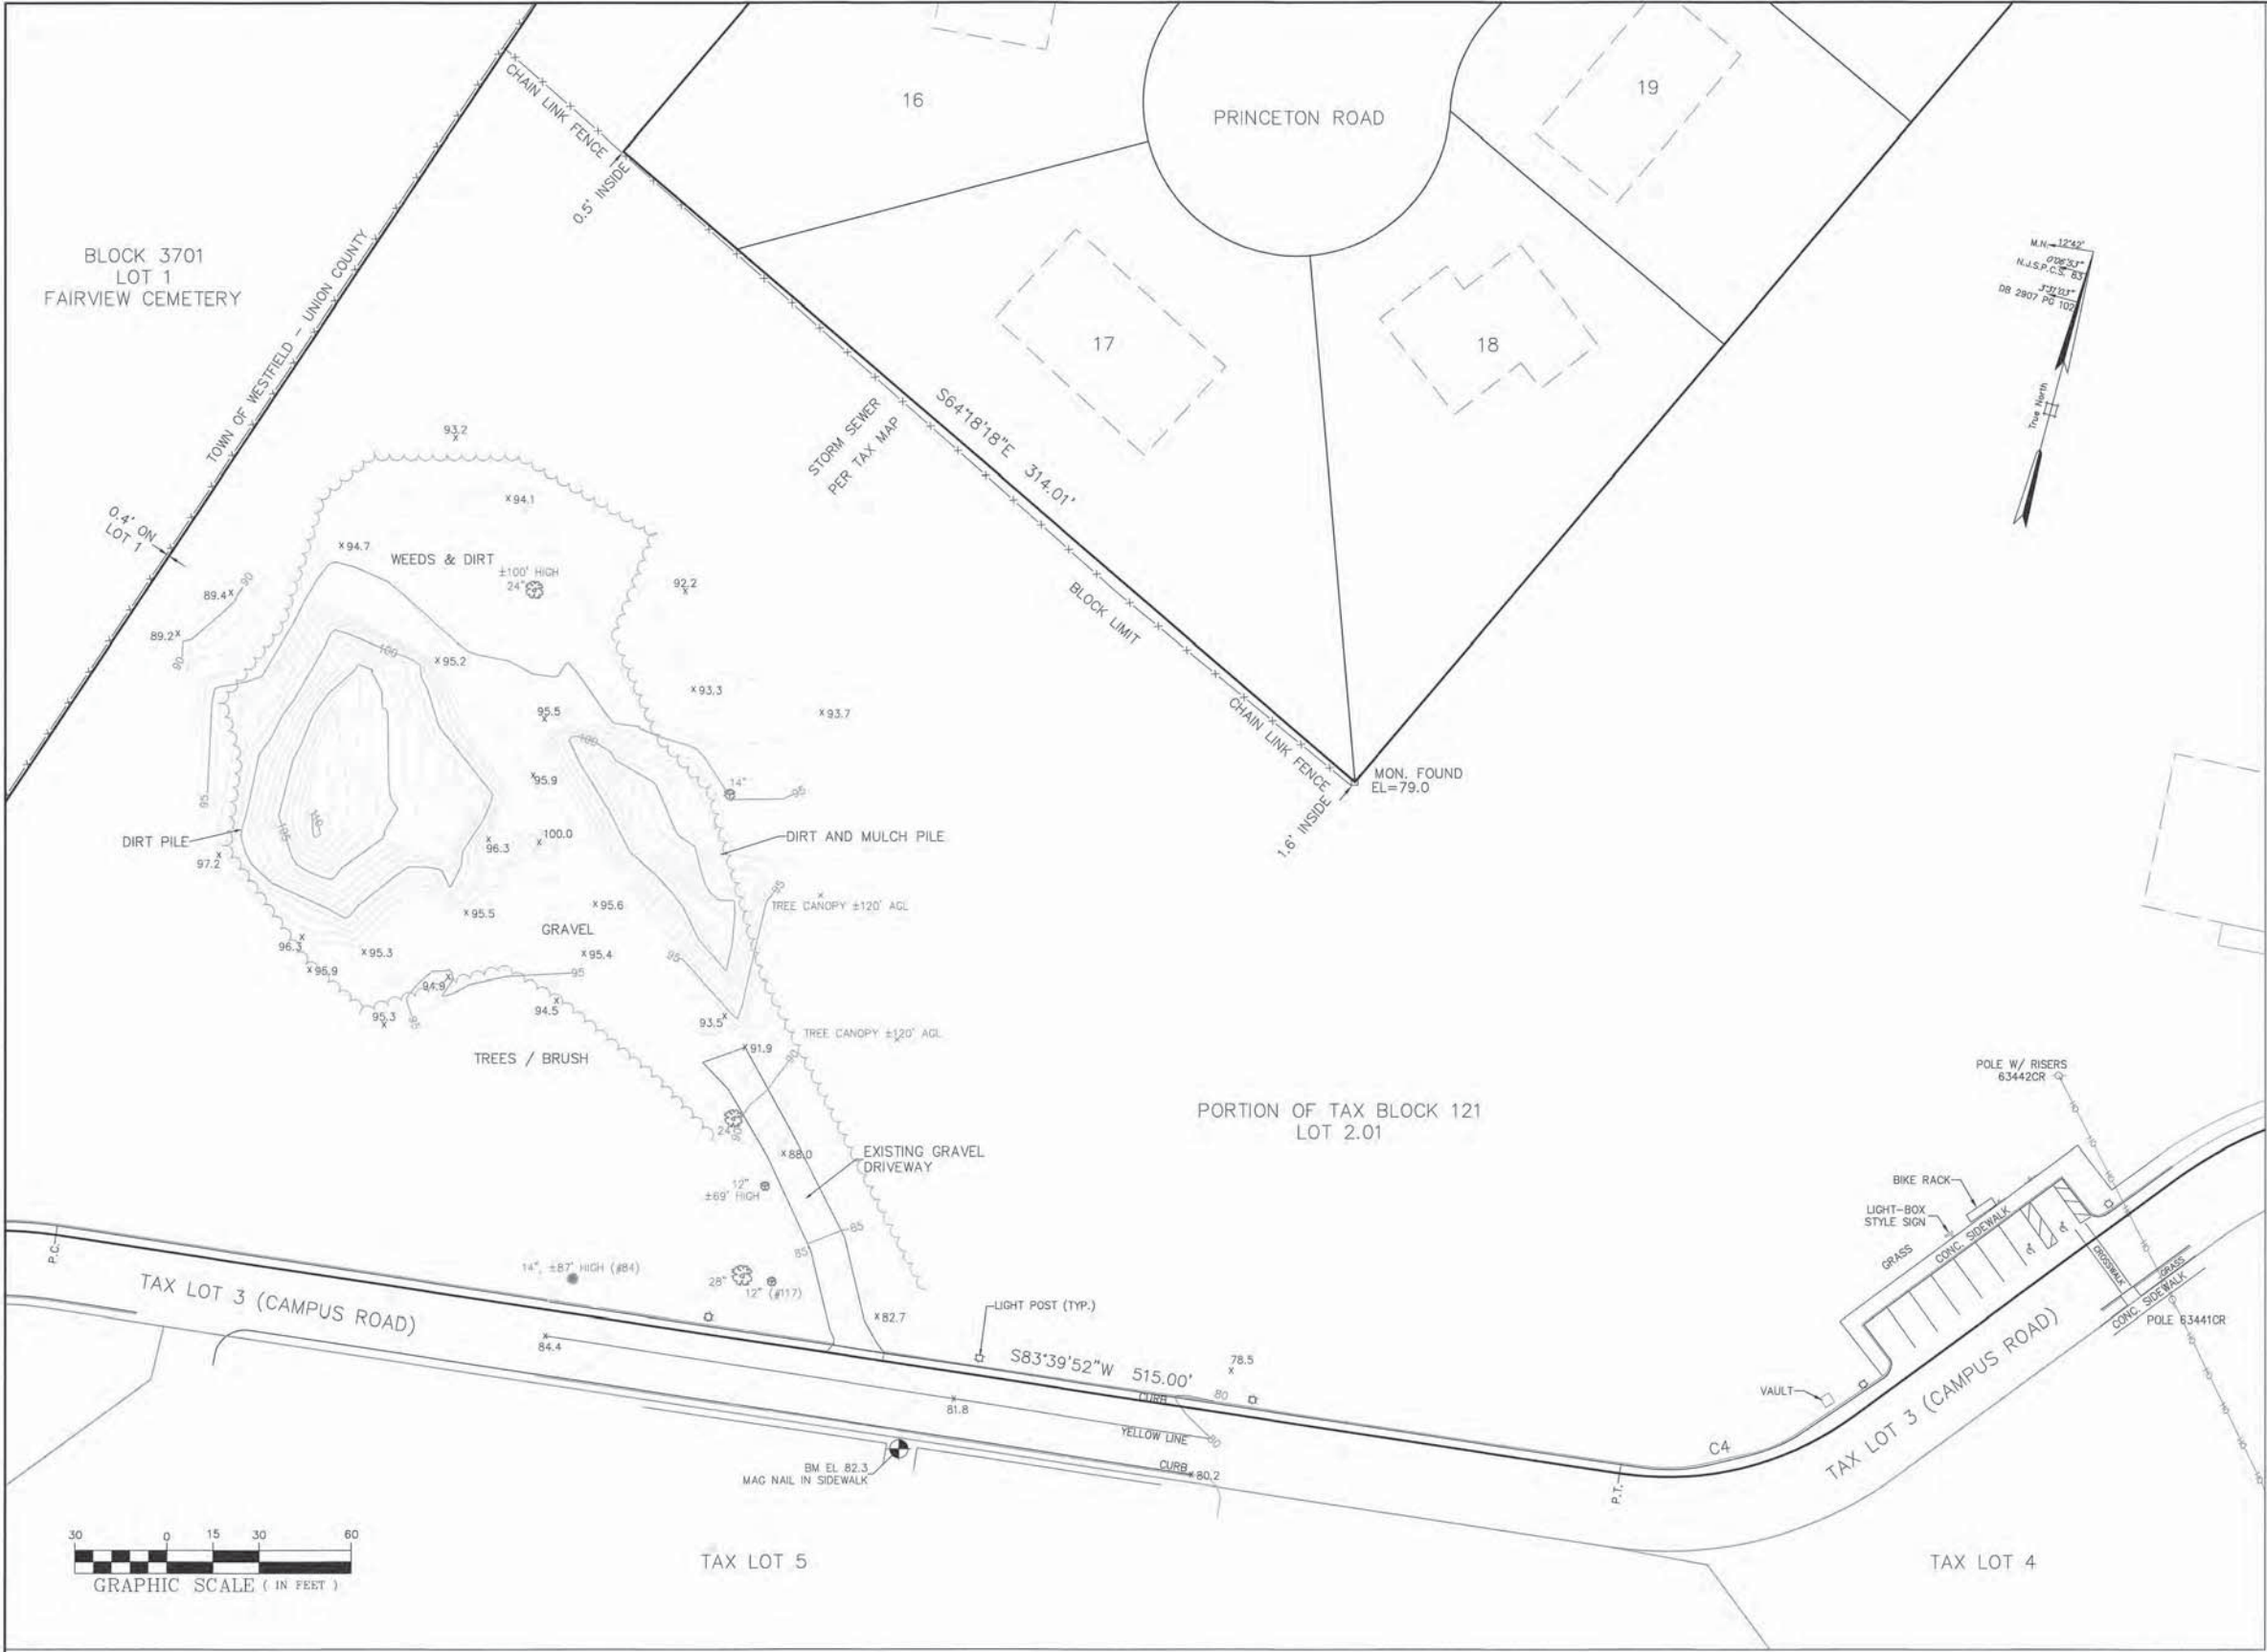 16
PRINCETON ROAD
19
CHAIN LINK FENCE
0.5' INSIDE
BLOCK 3701
LOT 1
FAIRVIEW CEMETERY
TOWN OF WESTFIELD - UNION COUNTY
M.N. 12°42'
0°06'53"
N.J.S.P.C.S. 83
3°31'03"
DB 2907 PG 102
True North
17
18
STORM SEWER
PER TAX MAP
S64°18'18"E 314.01'
93.2
94.1
0.4' ON
LOT 1
94.7
WEEDS & DIRT
±100' HIGH
24"
92.2
89.4
90
89.2
90
BLOCK LIMIT
100
95.2
93.3
93.7
95.5
100
CHAIN LINK FENCE
1.6' INSIDE
MON. FOUND
EL=79.0
95.9
14"
95
95
105
110
DIRT PILE
97.2
96.3
100.0
DIRT AND MULCH PILE
95
TREE CANOPY ±120' AGL
95.5
95.6
GRAVEL
96.3
95.3
95.4
95
95.9
94.9
95
95.3
95
94.5
93.5
TREE CANOPY ±120' AGL
91.9
90
TREES / BRUSH
24"
90
88.0
EXISTING GRAVEL
DRIVEWAY
12"
±69' HIGH
85
85
PORTION OF TAX BLOCK 121
LOT 2.01
POLE W/ RISERS
63442CR
BIKE RACK
LIGHT-BOX
STYLE SIGN
GRASS
CONC. SIDEWALK
CROSSWALK
GRASS
CONC. SIDEWALK
POLE 63441CR
P.C.
TAX LOT 3 (CAMPUS ROAD)
14", ±87' HIGH (#84)
28"
12" (#117)
82.7
LIGHT POST (TYP.)
84.4
S83°39'52"W 515.00'
78.5
CURB
80
81.8
YELLOW LINE
80
CURB
80.2
BM EL 82.3
MAG NAIL IN SIDEWALK
VAULT
C4
P.T.
TAX LOT 3 (CAMPUS ROAD)
30 0 15 30 60
GRAPHIC SCALE ( IN FEET )
TAX LOT 5
TAX LOT 4